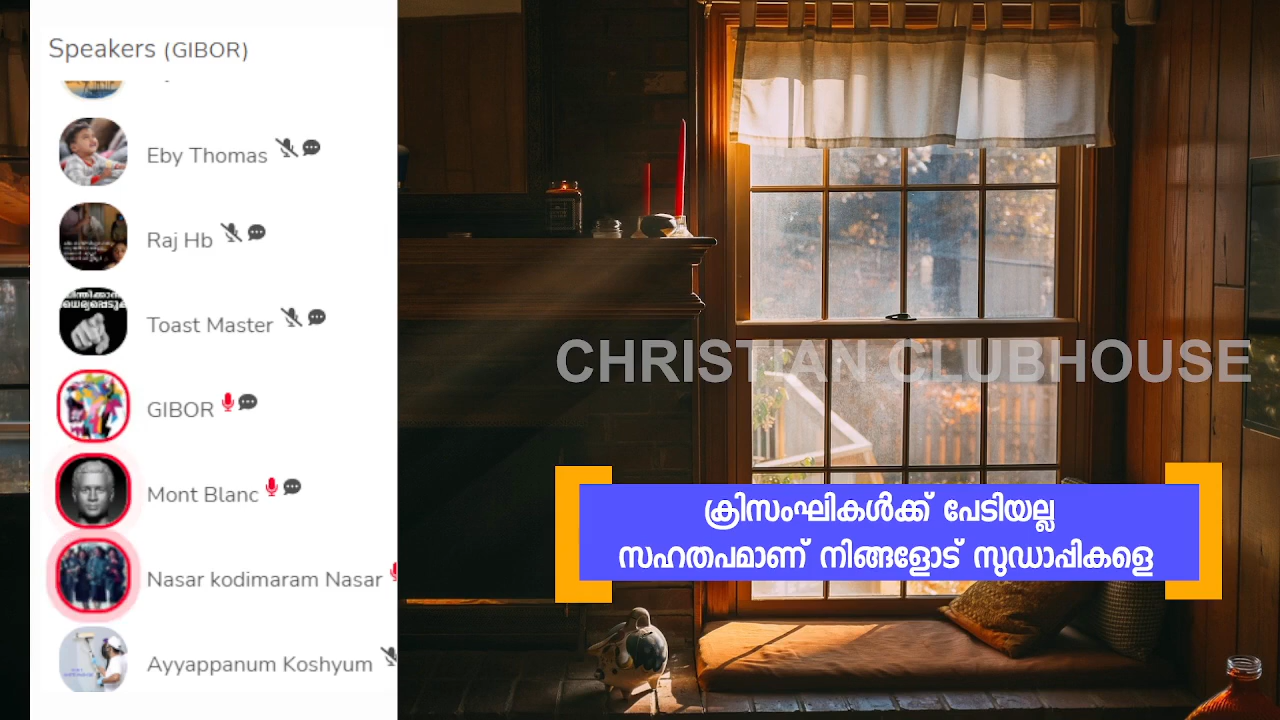 Speakers (GIBOR)
Eby Thomas
Raj Hb
Toast Master
GIBOR
Mont Blanc
Nasar kodimaram Nasar
Ayyappanum Koshyum
CHRISTIAN CLUBHOUSE
ക്രിസംഘികൾക്ക് പേടിയല്ല
സഹതപമാണ് നിങ്ങളോട് സുഡാപ്പികളെ